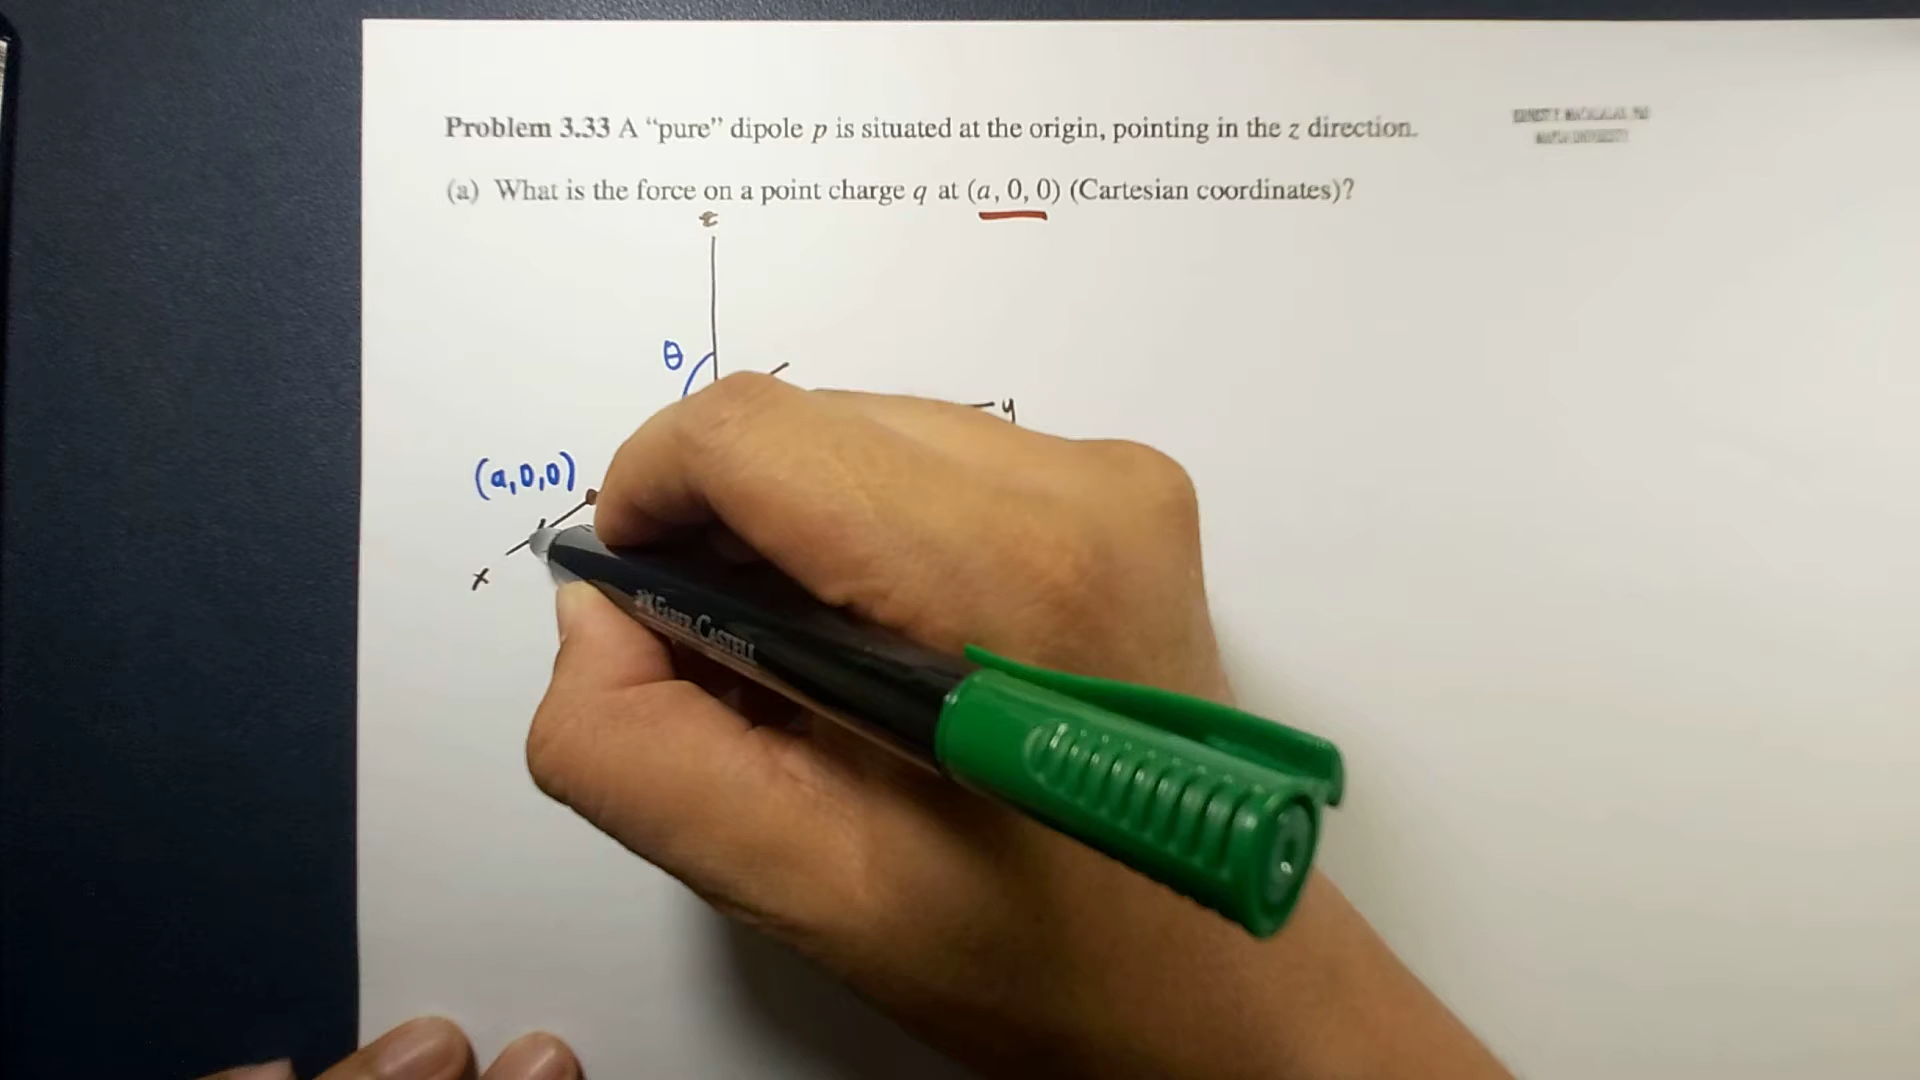 Problem 3.33 A “pure” dipole p is situated at the origin, pointing in the z direction.
(a) What is the force on a point charge q at (a, 0, 0) (Cartesian coordinates)?
z
θ
y
(a,0,0)
x
FABER-CASTELL